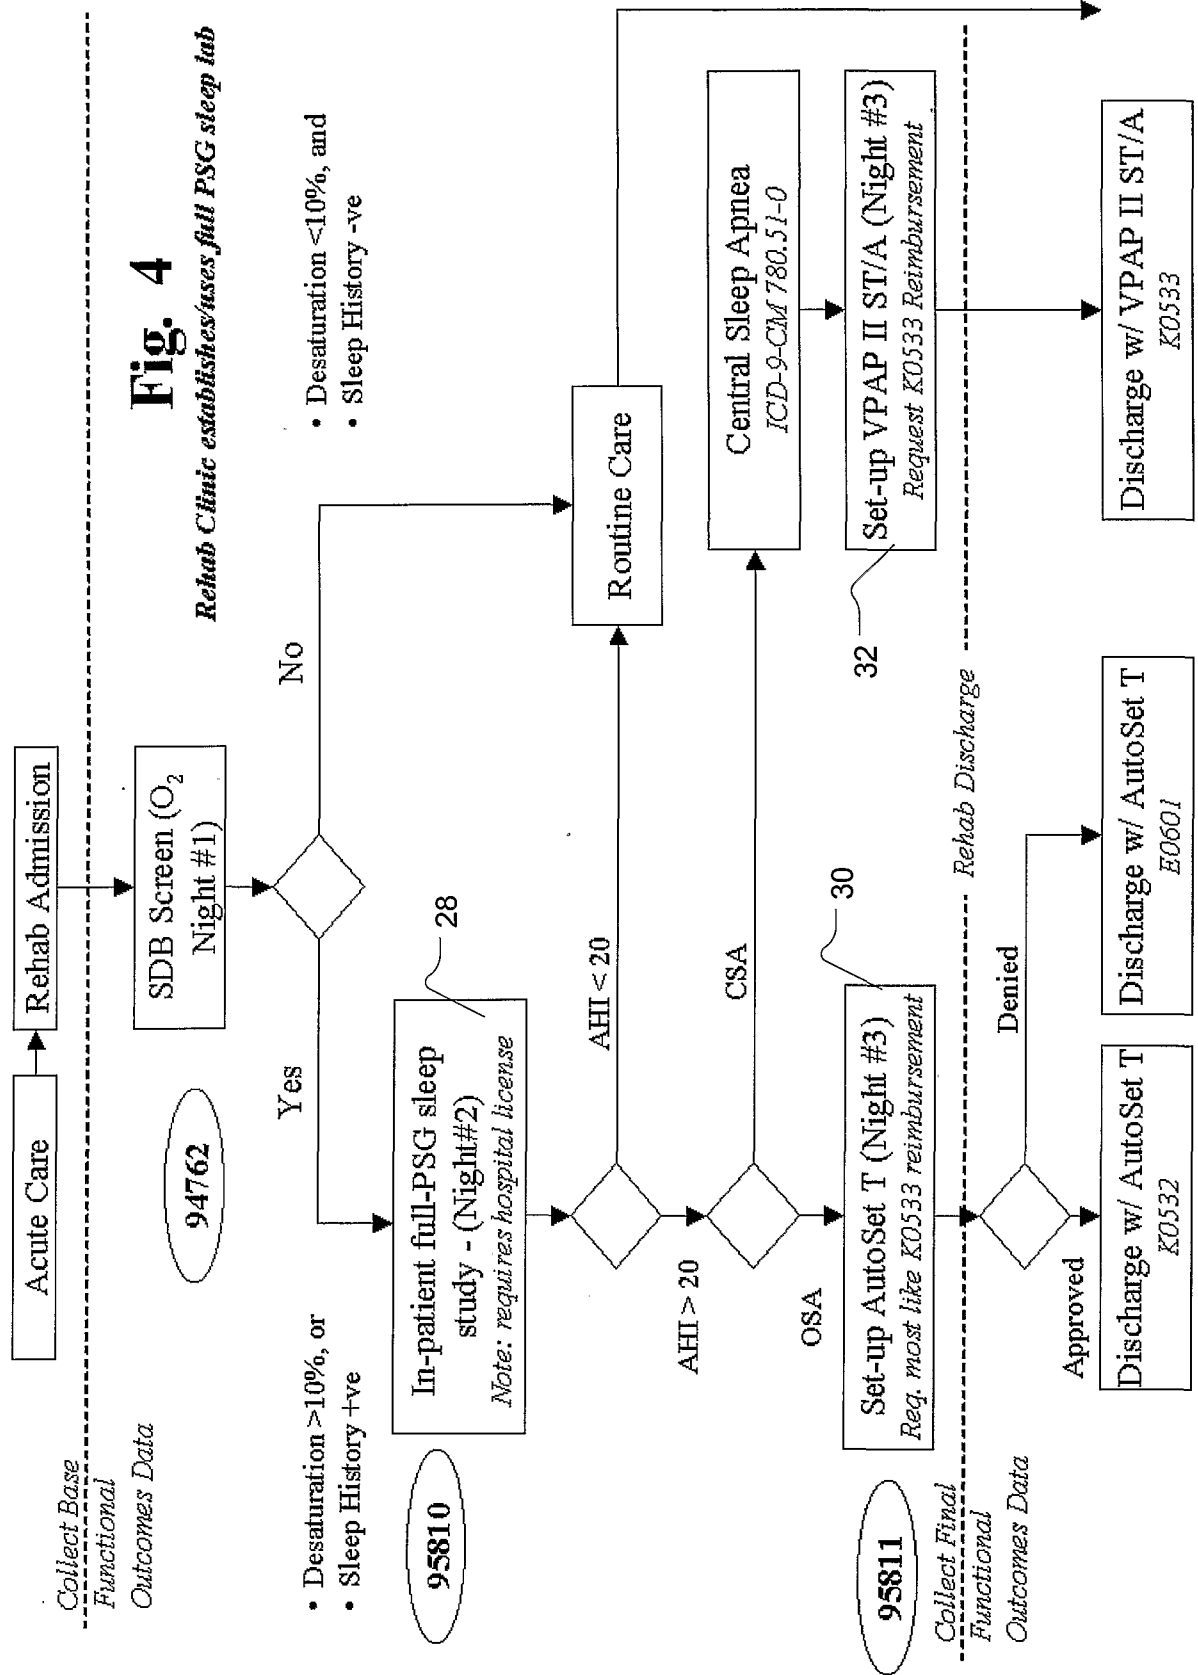 Fig. 4
Rehab Clinic establishes/uses full PSG sleep lab
Acute Care
Rehab Admission
Collect Base
Functional
Outcomes Data
94762
SDB Screen (O2
Night #1)
Yes
No
• Desaturation >10%, or
• Sleep History +ve
• Desaturation <10%, and
• Sleep History -ve
95810
In-patient full-PSG sleep
study - (Night#2)
Note: requires hospital license
28
AHI < 20
Routine Care
AHI > 20
CSA
Central Sleep Apnea
ICD-9-CM 780.51-0
OSA
95811
Set-up AutoSet T (Night #3)
Req. most like K0533 reimbursement
30
32
Set-up VPAP II ST/A (Night #3)
Request K0533 Reimbursement
Collect Final
Functional
Outcomes Data
Rehab Discharge
Approved
Denied
Discharge w/ AutoSet T
K0532
Discharge w/ AutoSet T
E0601
Discharge w/ VPAP II ST/A
K0533